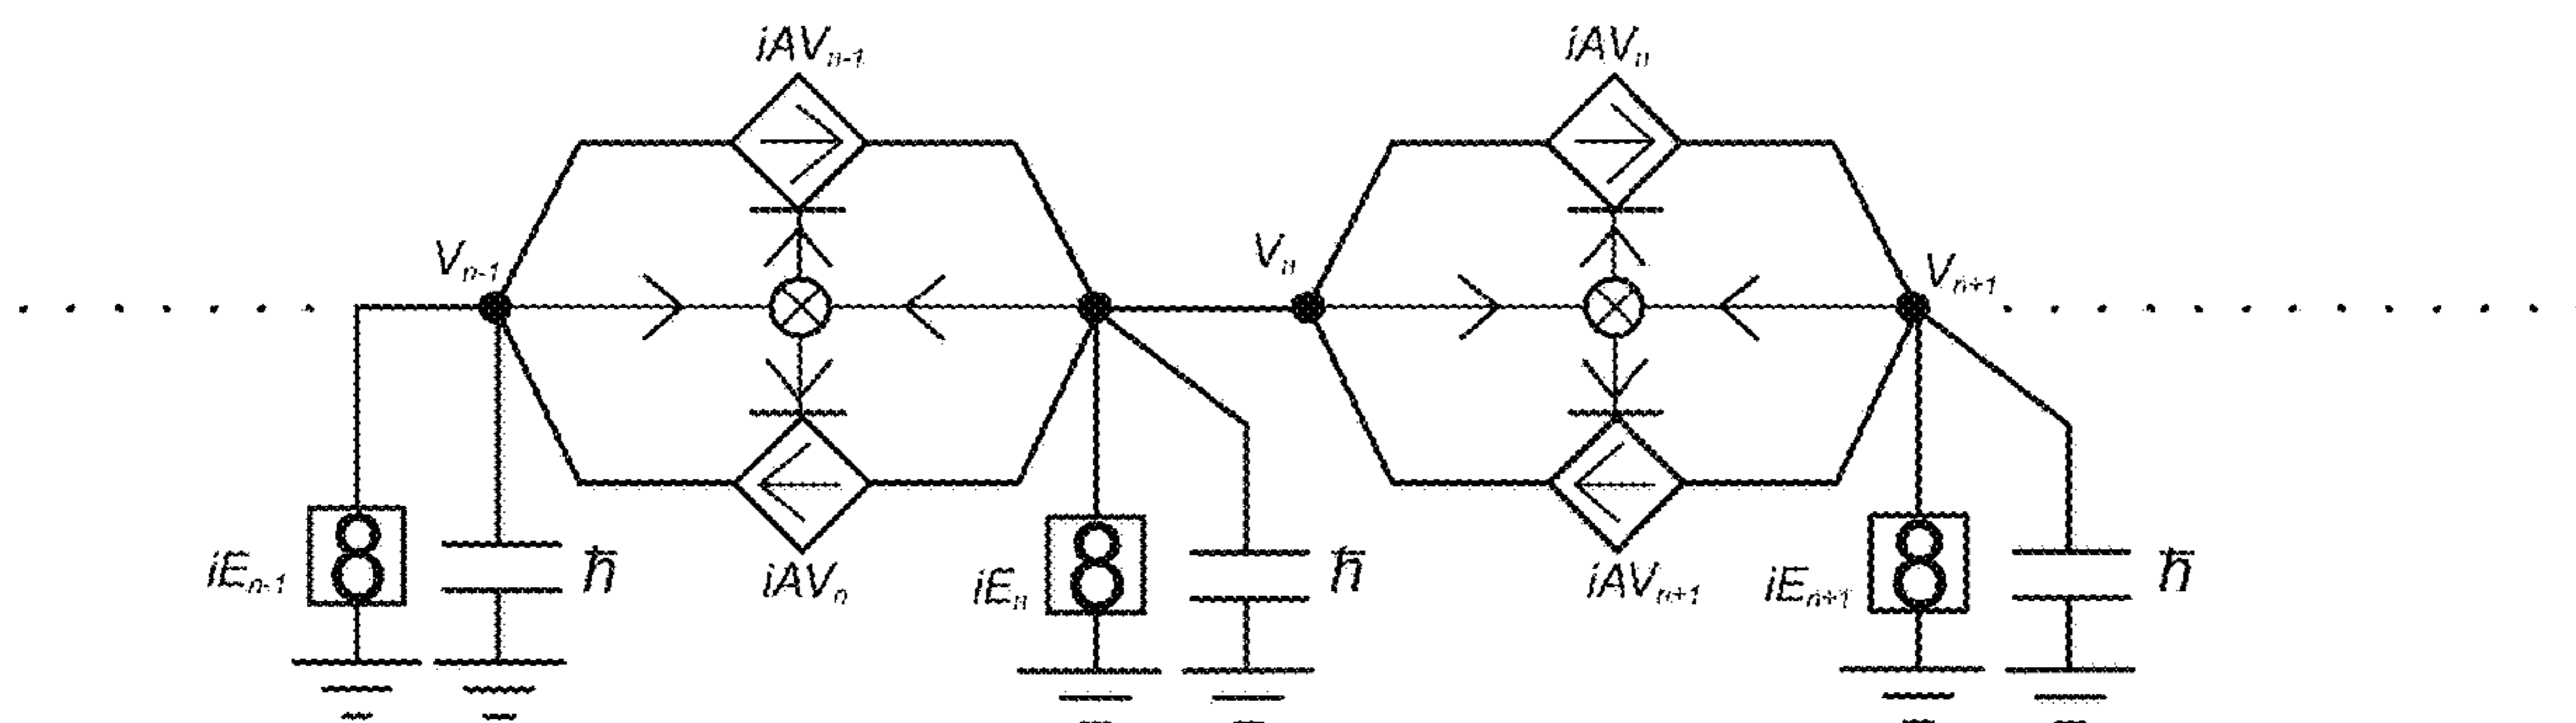 iAVₙ₋₁
iAVₙ
Vₙ₋₁
Vₙ
Vₙ₊₁
iEₙ₋₁
ħ
iAVₙ
iEₙ
ħ
iAVₙ₊₁
iEₙ₊₁
ħ